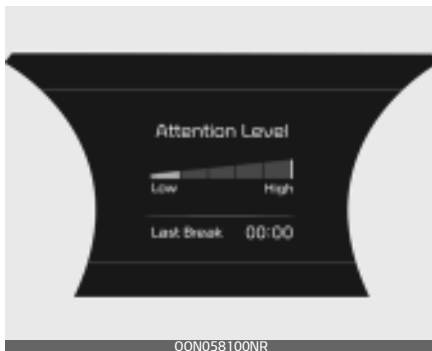 Attention Level
Low High
Last Break 00:00
OON058100NR